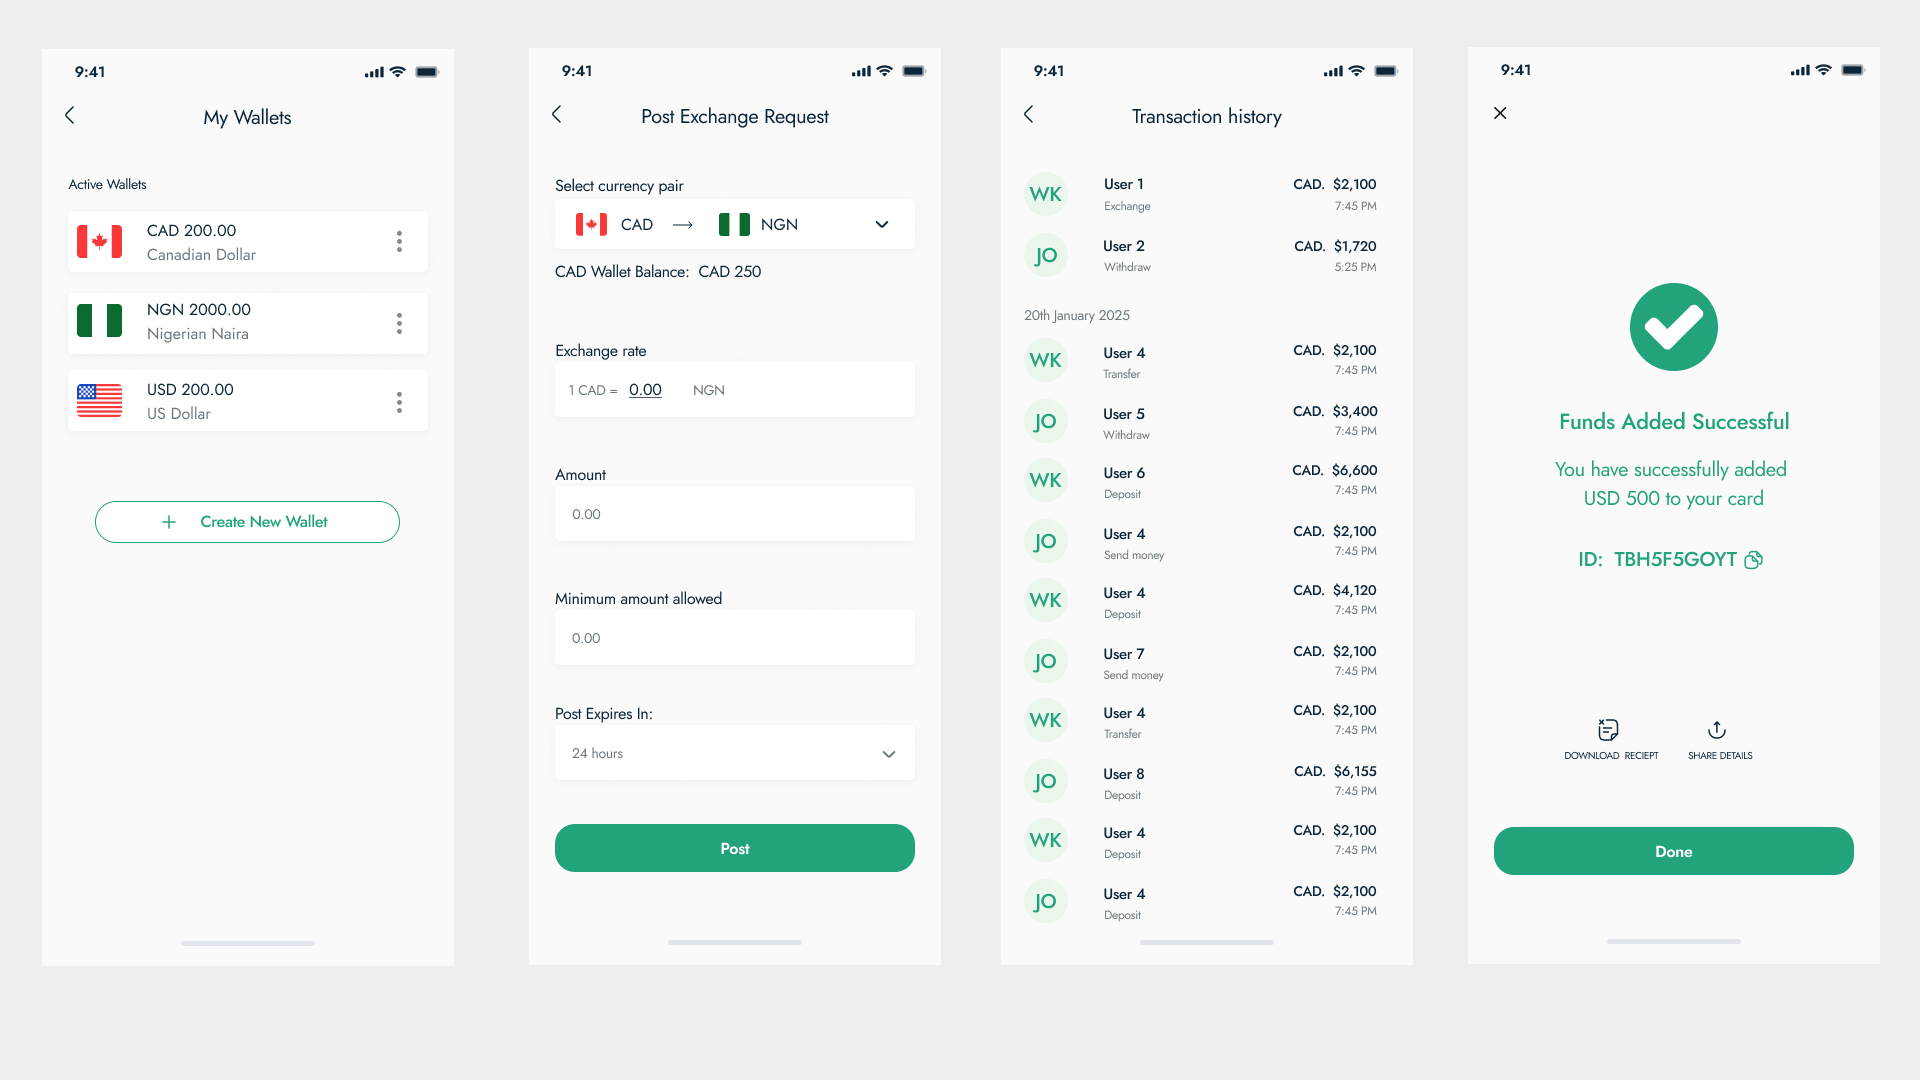 9:41
My Wallets
Active Wallets
CAD 200.00
Canadian Dollar
NGN 2000.00
Nigerian Naira
USD 200.00
US Dollar
+ Create New Wallet
9:41
Post Exchange Request
Select currency pair
CAD → NGN
CAD Wallet Balance: CAD 250
Exchange rate
1 CAD = 0.00 NGN
Amount
0.00
Minimum amount allowed
0.00
Post Expires In:
24 hours
Post
9:41
Transaction history
WK User 1 CAD. $2,100
Exchange 7:45 PM
JO User 2 CAD. $1,720
Withdraw 5:25 PM
20th January 2025
WK User 4 CAD. $2,100
Transfer 7:45 PM
JO User 5 CAD. $3,400
Withdraw 7:45 PM
WK User 6 CAD. $6,600
Deposit 7:45 PM
JO User 4 CAD. $2,100
Send money 7:45 PM
WK User 4 CAD. $4,120
Deposit 7:45 PM
JO User 7 CAD. $2,100
Send money 7:45 PM
WK User 4 CAD. $2,100
Transfer 7:45 PM
JO User 8 CAD. $6,155
Deposit 7:45 PM
WK User 4 CAD. $2,100
Deposit 7:45 PM
JO User 4 CAD. $2,100
Deposit 7:45 PM
9:41
Funds Added Successful
You have successfully added
USD 500 to your card
ID: TBH5F5GOYT
DOWNLOAD RECIEPT SHARE DETAILS
Done